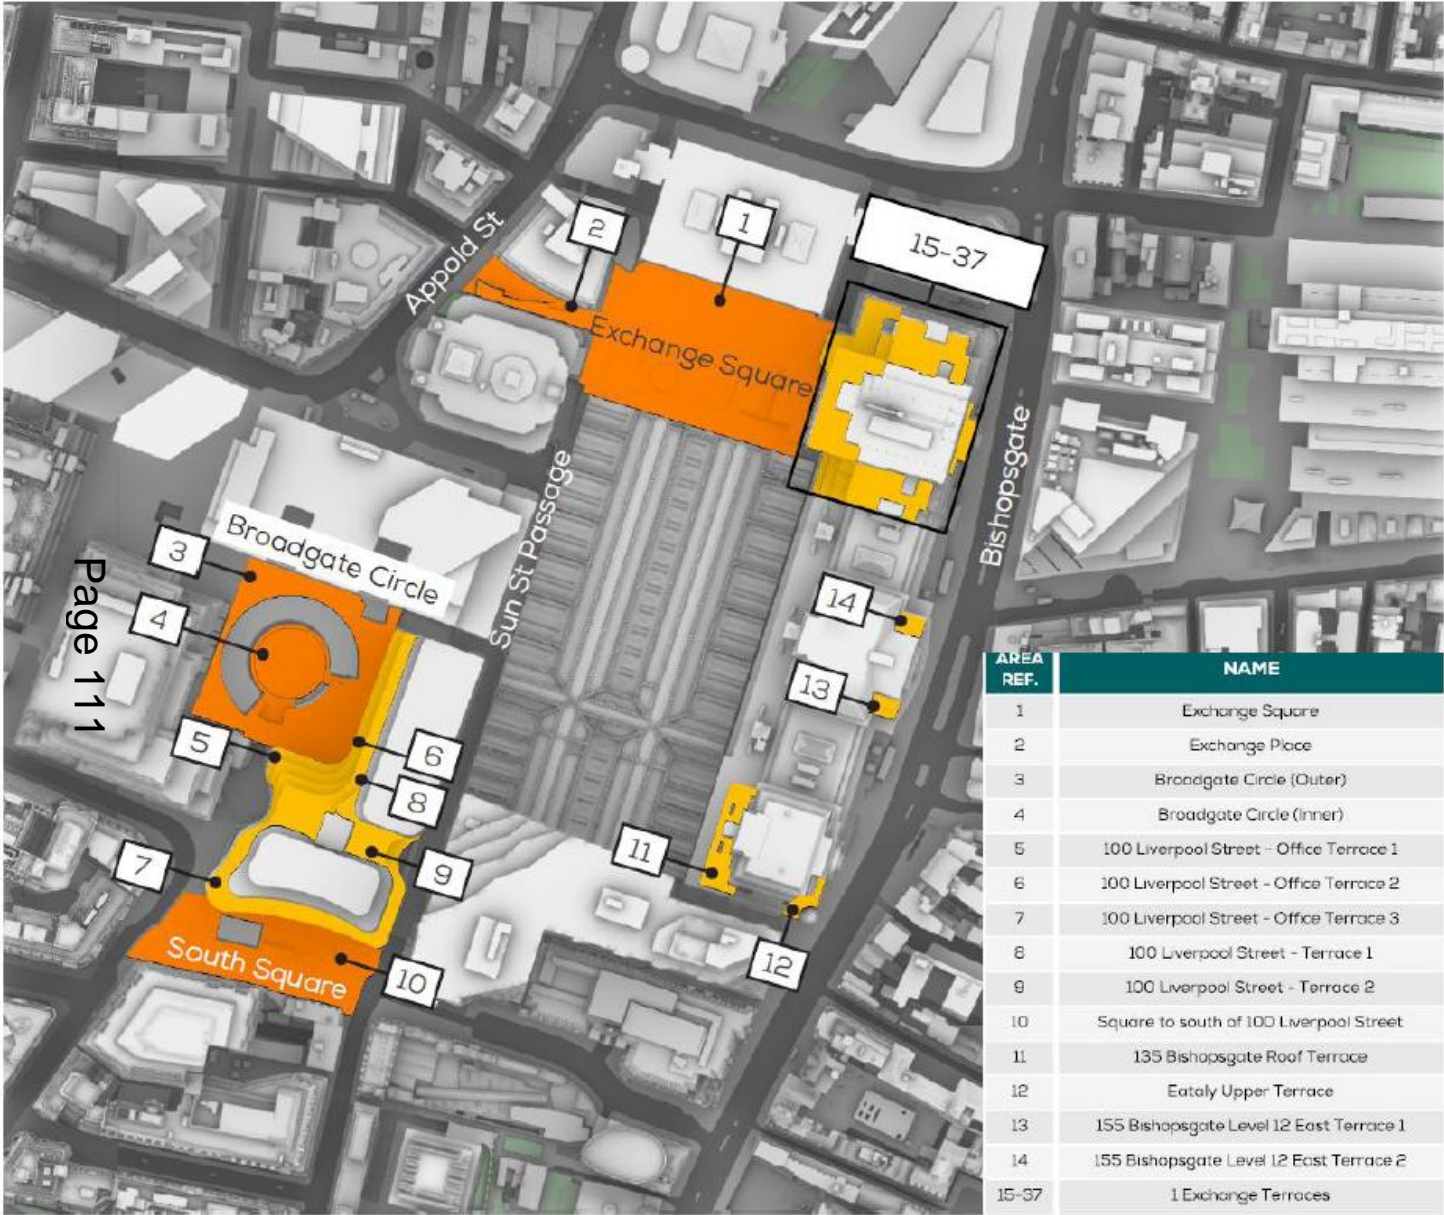 15-37
1
2
Appold St
Exchange Square
Bishopsgate
Sun St Passage
Broadgate Circle
3
4
Page 111
5
6
8
7
9
South Square
10
14
13
11
12
AREA REF. NAME
1 Exchange Square
2 Exchange Place
3 Broadgate Circle (Outer)
4 Broadgate Circle (Inner)
5 100 Liverpool Street - Office Terrace 1
6 100 Liverpool Street - Office Terrace 2
7 100 Liverpool Street - Office Terrace 3
8 100 Liverpool Street - Terrace 1
9 100 Liverpool Street - Terrace 2
10 Square to south of 100 Liverpool Street
11 135 Bishopsgate Roof Terrace
12 Eataly Upper Terrace
13 155 Bishopsgate Level 12 East Terrace 1
14 155 Bishopsgate Level 12 East Terrace 2
15-37 1 Exchange Terraces